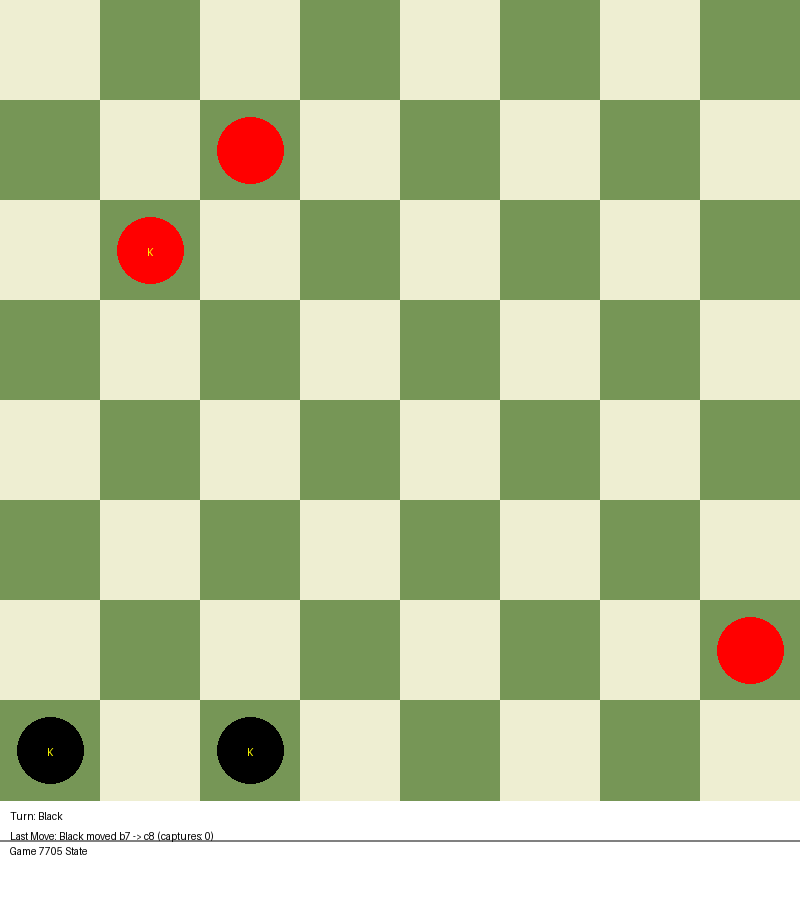 K
K
K
Turn: Black
Last Move: Black moved b7 -> c8 (captures: 0)
Game 7705 State